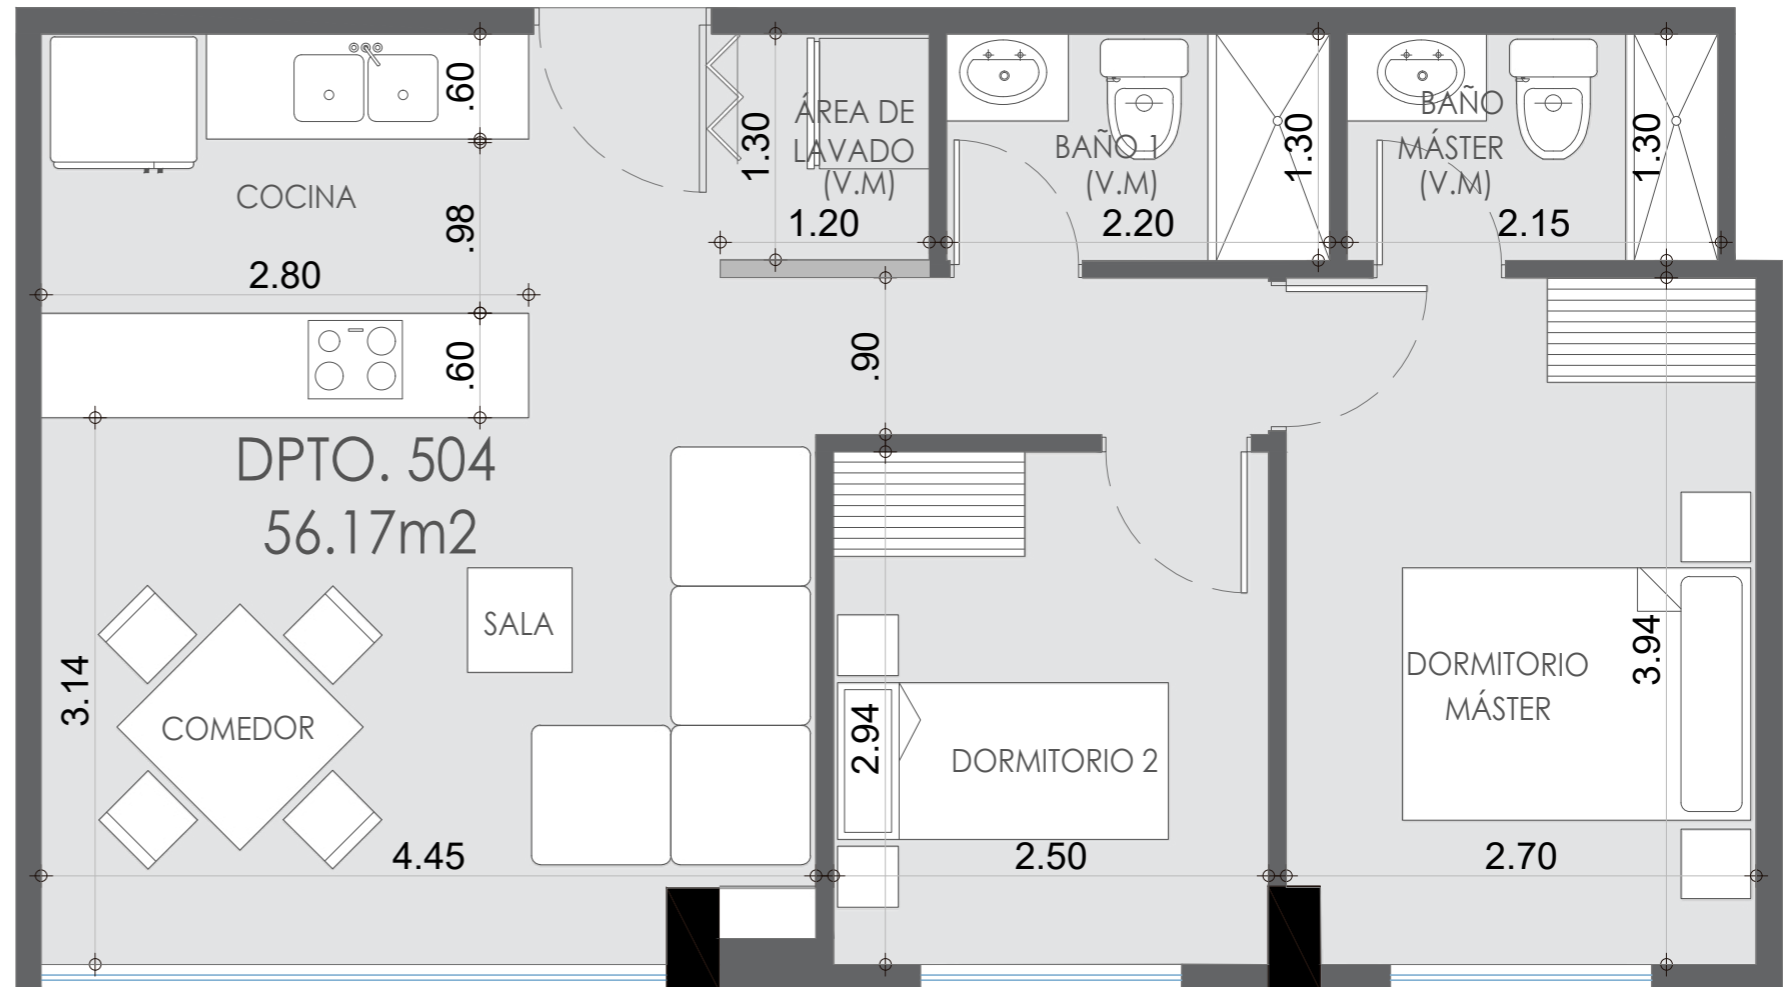 .60
1.30
ÁREA DE
LAVADO
(V.M)
1.20
BAÑO 1
(V.M)
1.30
2.20
BAÑO
MÁSTER
(V.M)
1.30
2.15
COCINA
.98
2.80
.60
.90
DPTO. 504
56.17m2
SALA
3.14
COMEDOR
4.45
2.94
DORMITORIO 2
2.50
DORMITORIO
MÁSTER
3.94
2.70